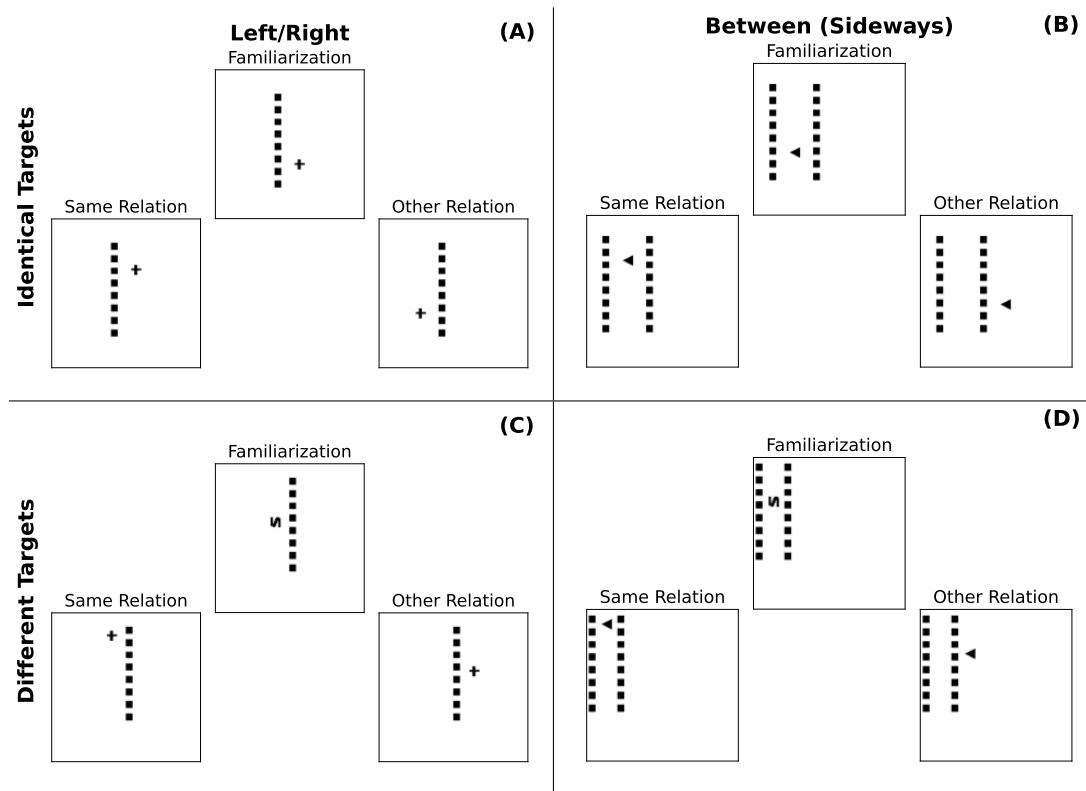 Left/Right
(A)
Familiarization
Same Relation
Other Relation
Identical Targets
Between (Sideways)
(B)
Familiarization
Same Relation
Other Relation
(C)
Familiarization
s
Same Relation
Other Relation
Different Targets
(D)
Familiarization
s
Same Relation
Other Relation